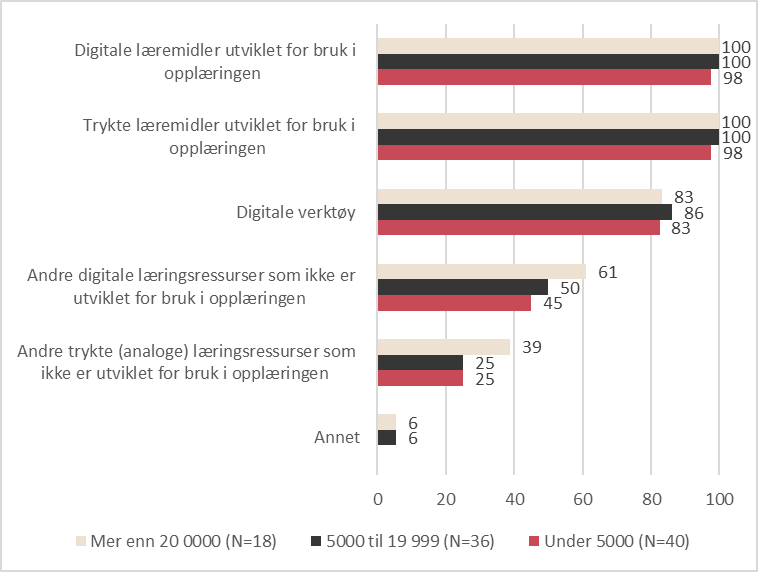 Digitale læremidler utviklet for bruk i
opplæringen
100
100
98
Trykte læremidler utviklet for bruk i
opplæringen
100
100
98
Digitale verktøy
83
86
83
Andre digitale læringsressurser som ikke er
utviklet for bruk i opplæringen
61
50
45
Andre trykte (analoge) læringsressurser som
ikke er utviklet for bruk i opplæringen
39
25
25
Annet
6
6
0 20 40 60 80 100
Mer enn 20 0000 (N=18) 5000 til 19 999 (N=36) Under 5000 (N=40)